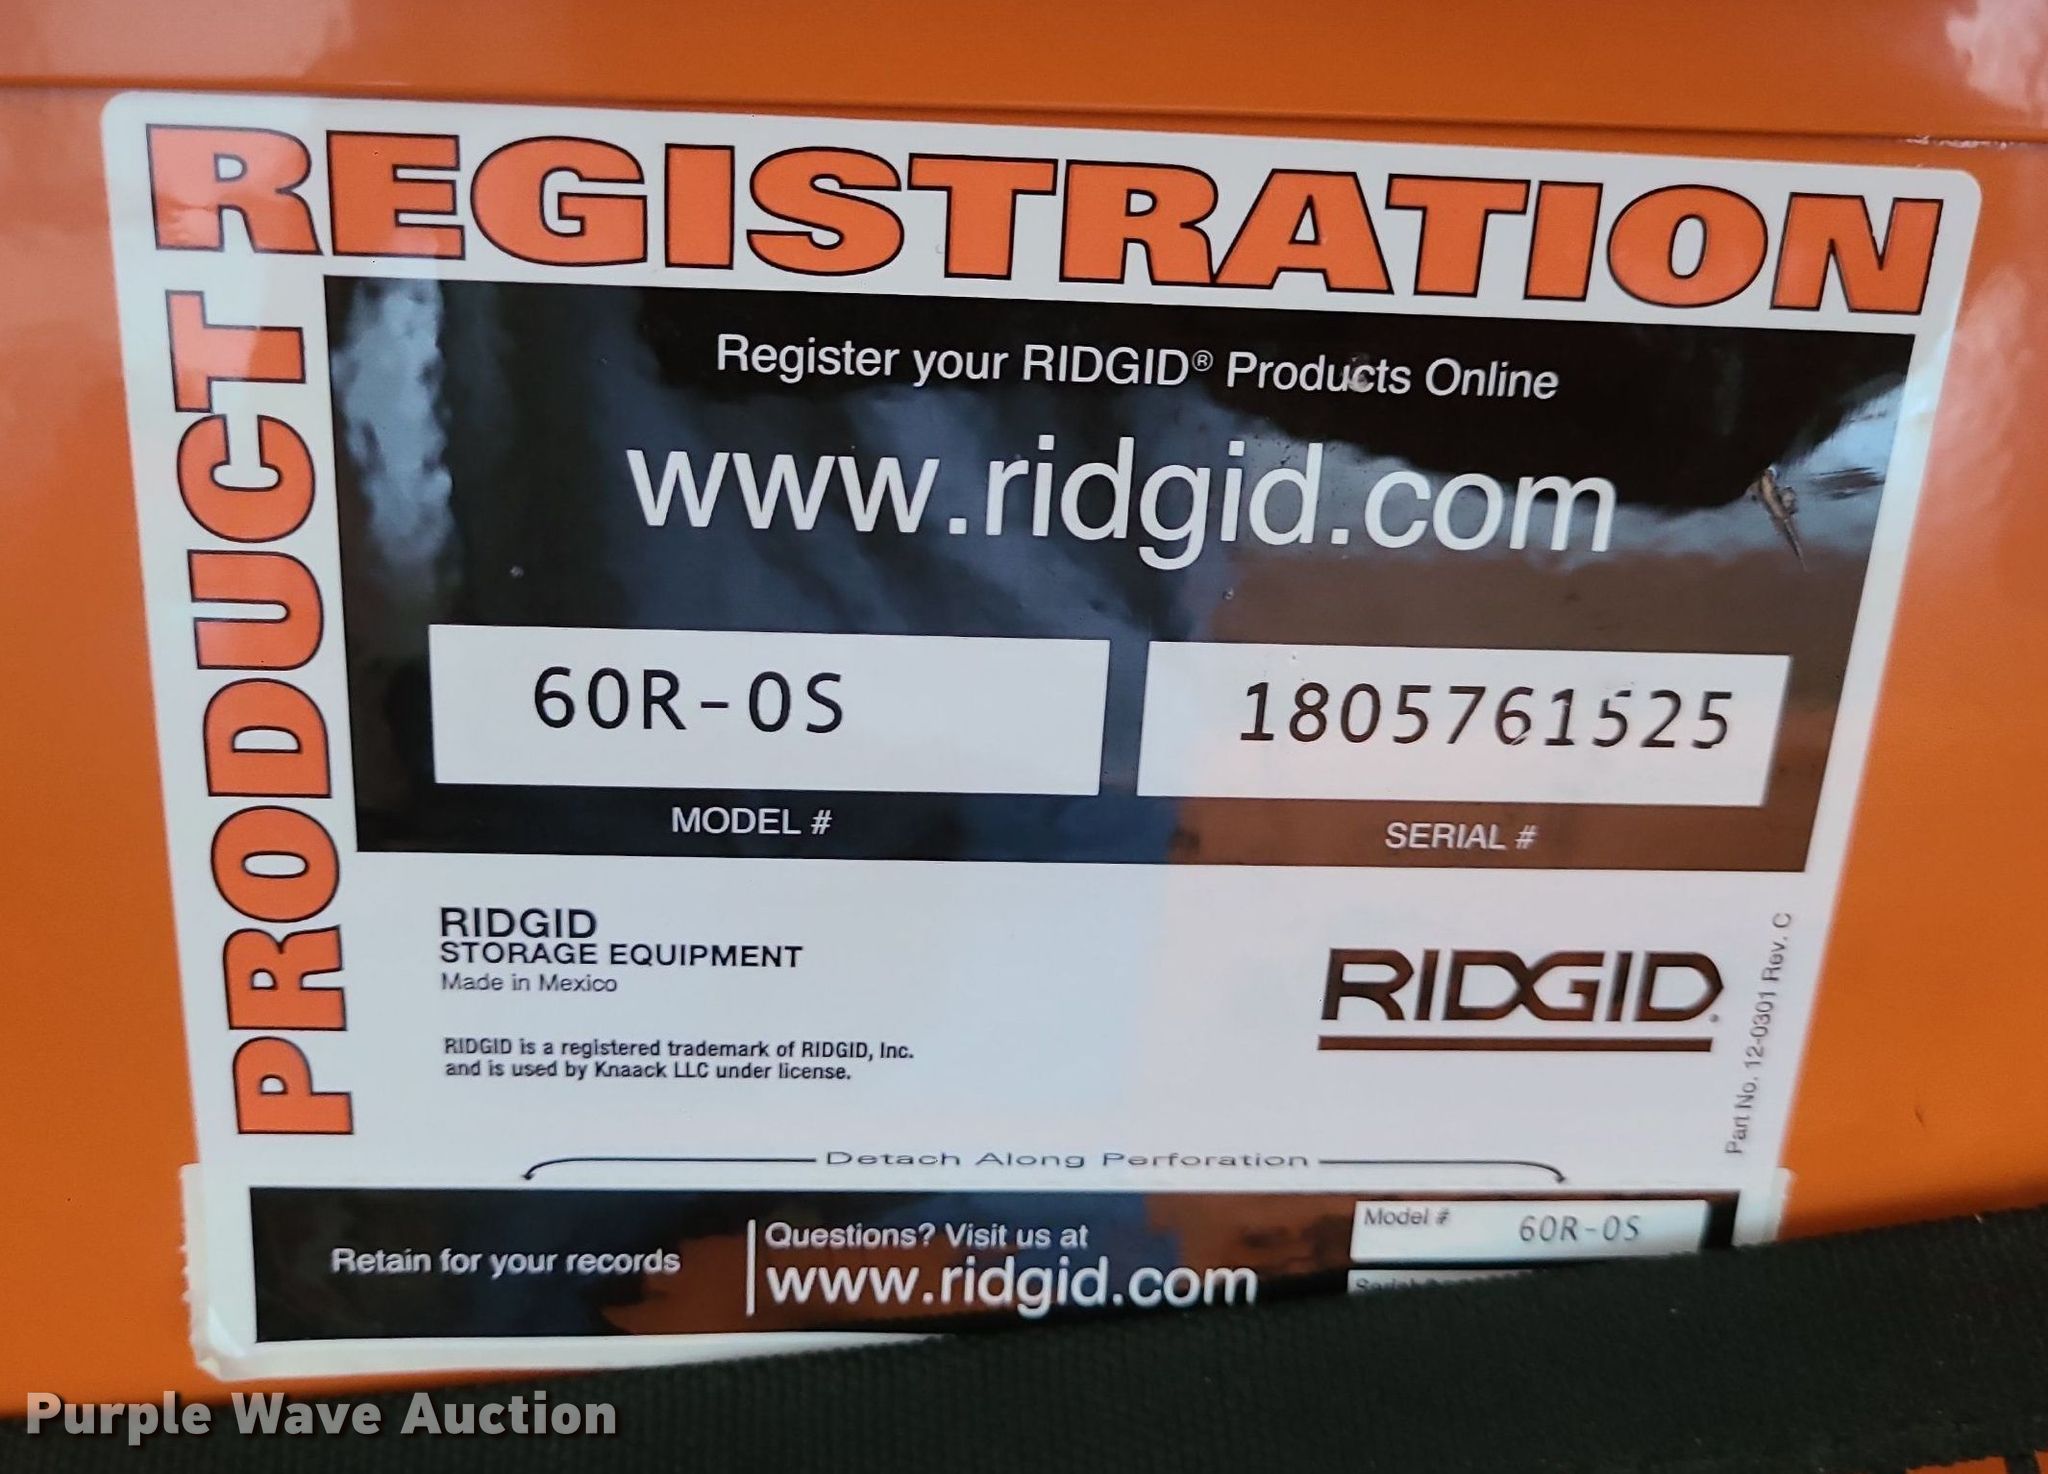 REGISTRATION
PRODUCT
Register your RIDGID® Products Online
www.ridgid.com
60R-OS
1805761525
MODEL #
SERIAL #
RIDGID
STORAGE EQUIPMENT
Made in Mexico
RIDGID is a registered trademark of RIDGID, Inc.
and is used by Knaack LLC under license.
RIDGID
Part No. 12-0301 Rev. C
Detach Along Perforation
Retain for your records
Questions? Visit us at
www.ridgid.com
Model #
60R-OS
Purple Wave Auction